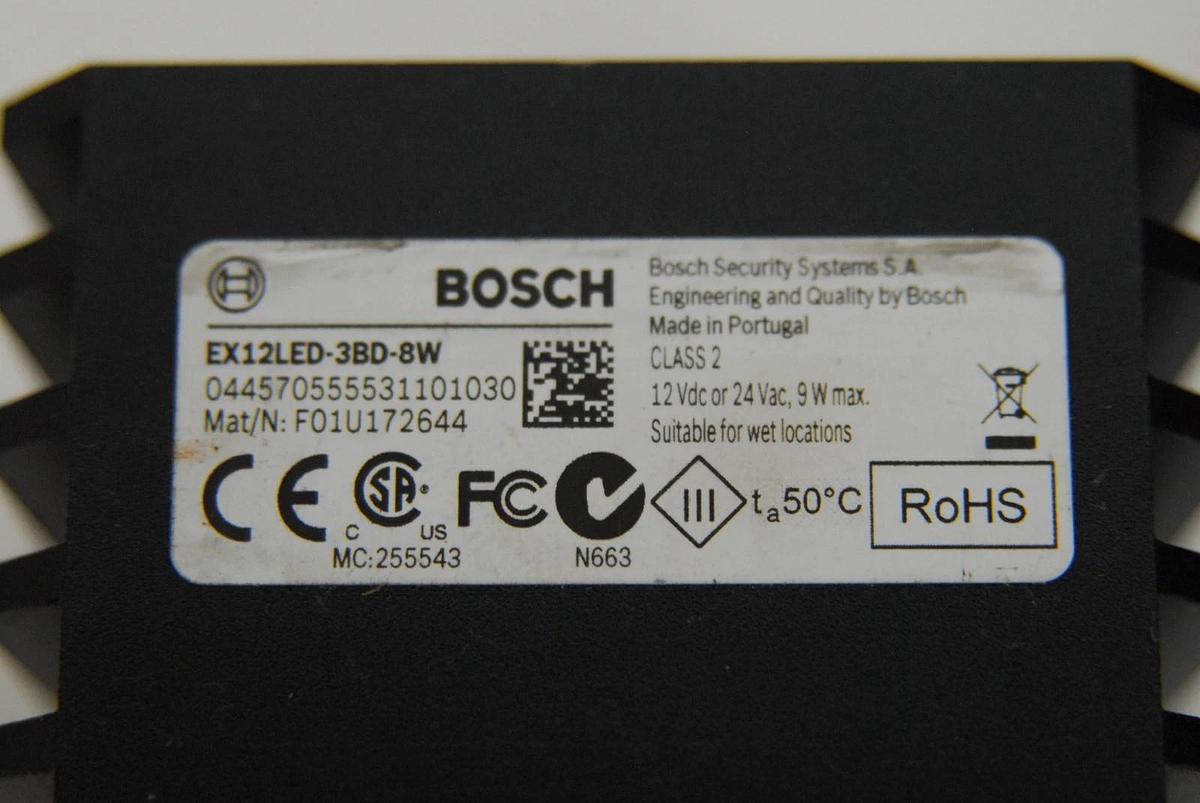 BOSCH
EX12LED-3BD-8W
044570555531101030
Mat/N: F01U172644
Bosch Security Systems S.A.
Engineering and Quality by Bosch
Made in Portugal
CLASS 2
12 Vdc or 24 Vac, 9 W max.
Suitable for wet locations
CE
C SA® US
MC:255543
FC
N663
III
ta50°C
RoHS